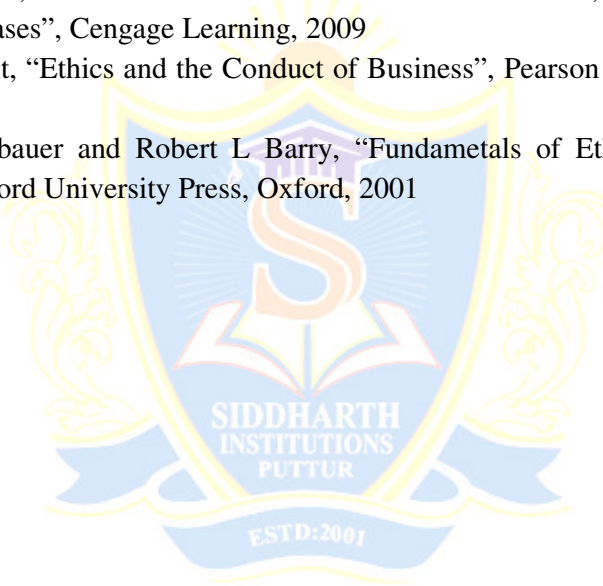 ases”, Cengage Learning, 2009
t, “Ethics and the Conduct of Business”, Pearson
bauer and Robert L Barry, “Fundametals of Et
ord University Press, Oxford, 2001
S
SIDDHARTH
INSTITUTIONS
PUTTUR
ESTD:2001